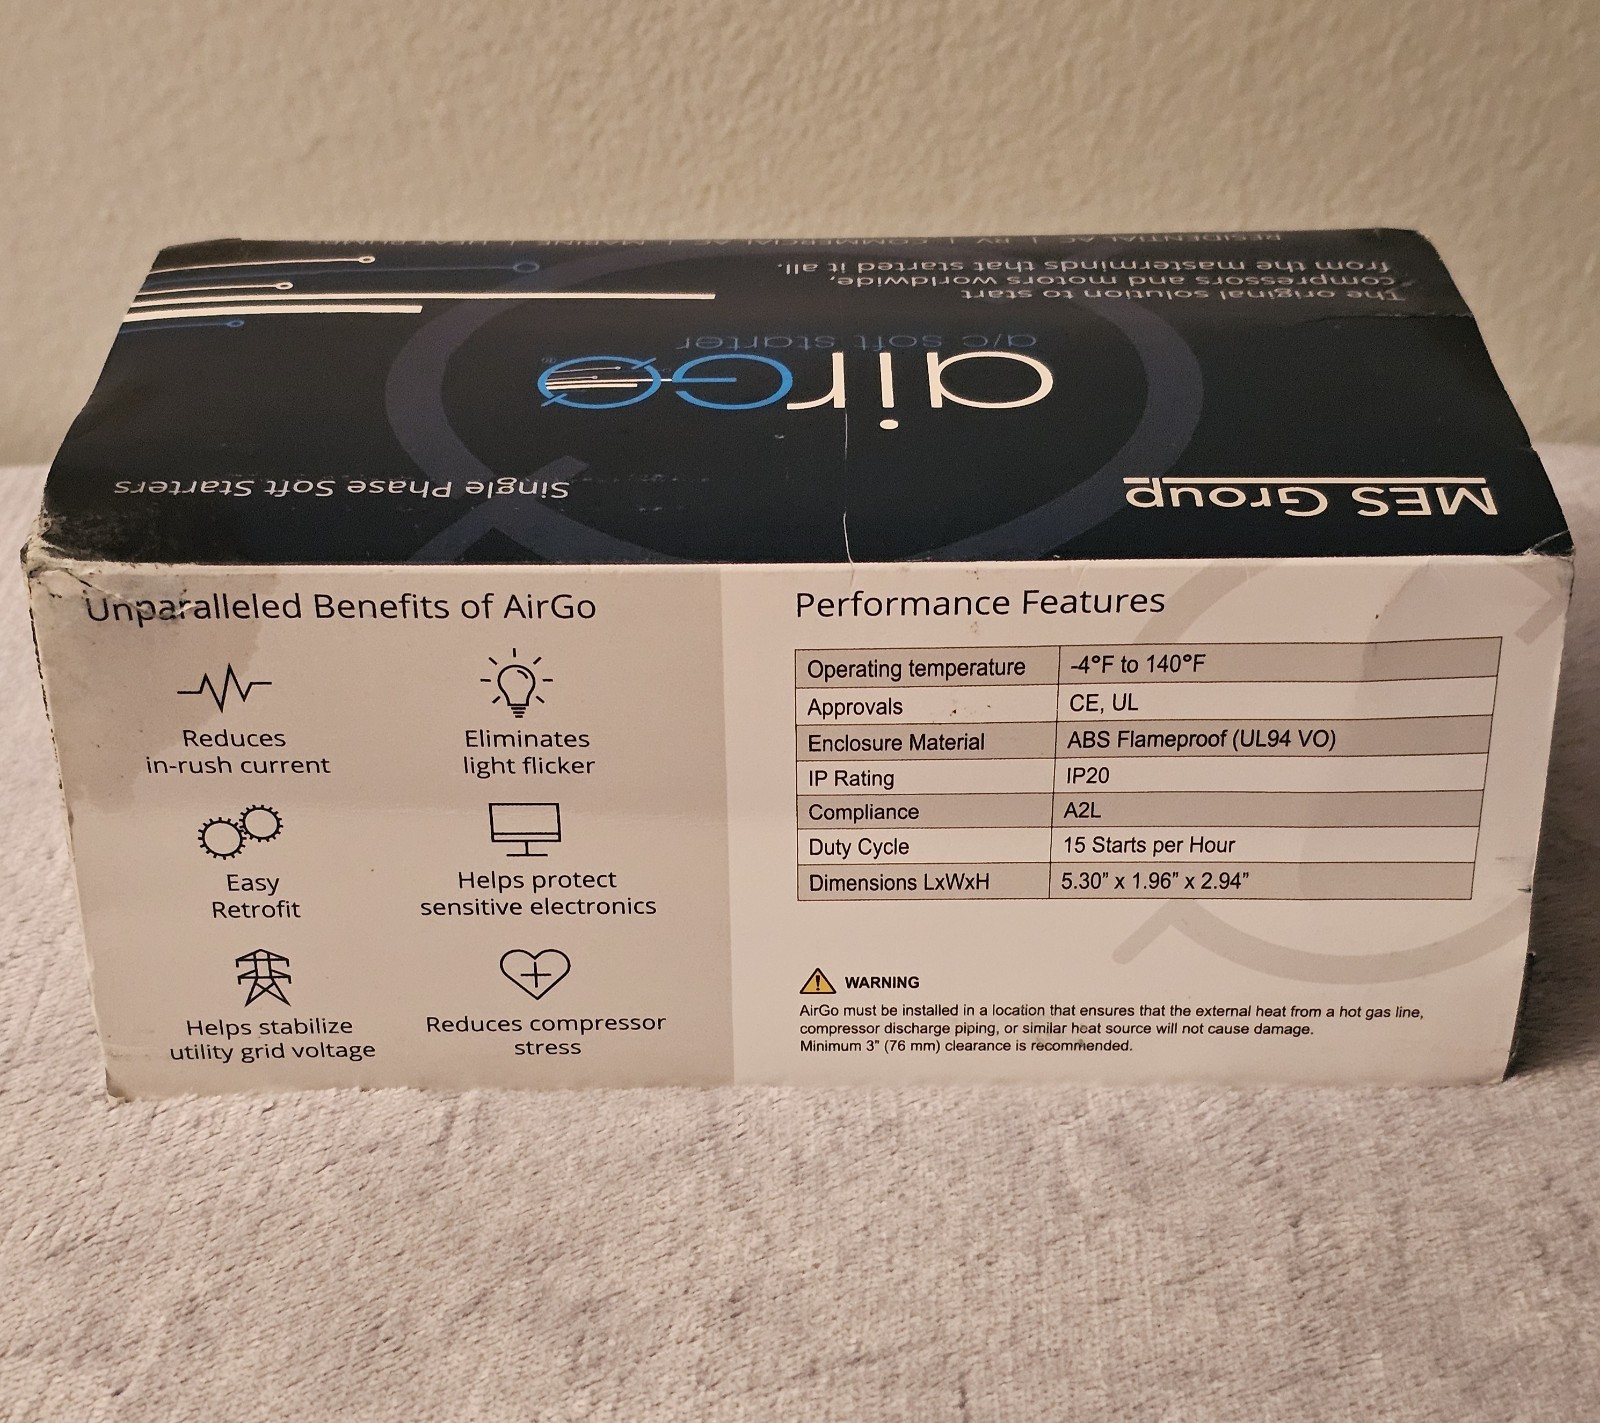 RESIDENTIAL AC | RV | COMMERCIAL AC | MARINE | HEAT PUMPS
MES Group
Single Phase Soft Starters
airGo®
a/c soft starter
The original solution to start
compressors and motors worldwide,
from the masterminds that started it all.
Unparalleled Benefits of AirGo
Reduces
in-rush current
Eliminates
light flicker
Easy
Retrofit
Helps protect
sensitive electronics
Helps stabilize
utility grid voltage
Reduces compressor
stress
Performance Features
Operating temperature -4°F to 140°F
Approvals CE, UL
Enclosure Material ABS Flameproof (UL94 VO)
IP Rating IP20
Compliance A2L
Duty Cycle 15 Starts per Hour
Dimensions LxWxH 5.30" x 1.96" x 2.94"
WARNING
AirGo must be installed in a location that ensures that the external heat from a hot gas line,
compressor discharge piping, or similar heat source will not cause damage.
Minimum 3" (76 mm) clearance is recommended.